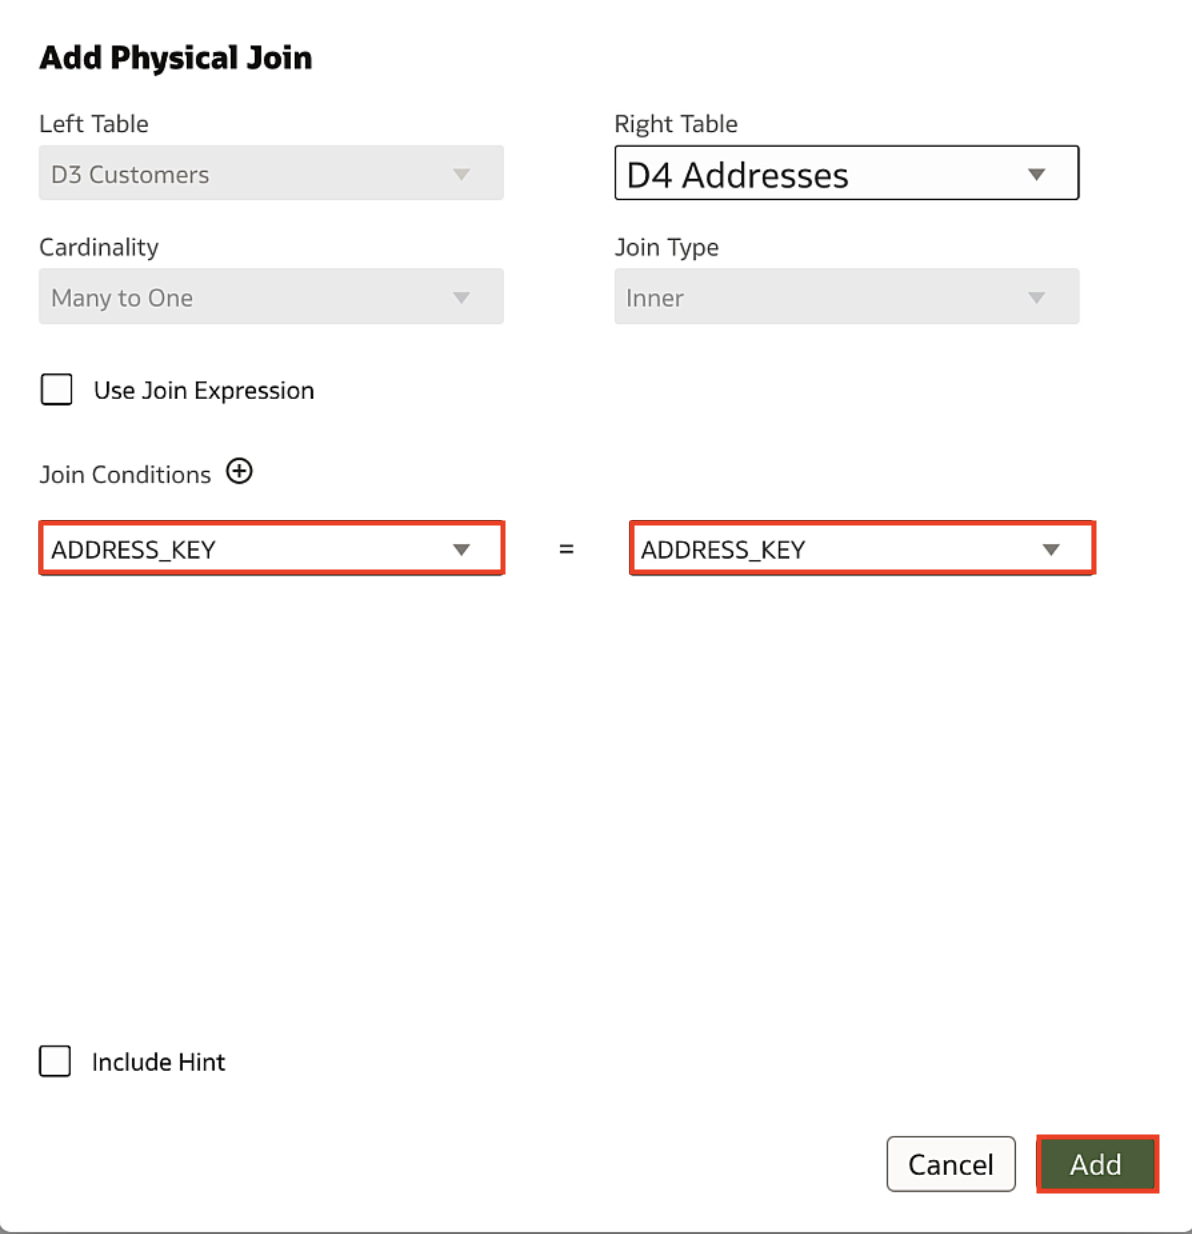 Add Physical Join
Left Table
Right Table
D3 Customers
D4 Addresses
Cardinality
Join Type
Many to One
Inner
Use Join Expression
Join Conditions
ADDRESS_KEY = ADDRESS_KEY
Include Hint
Cancel
Add